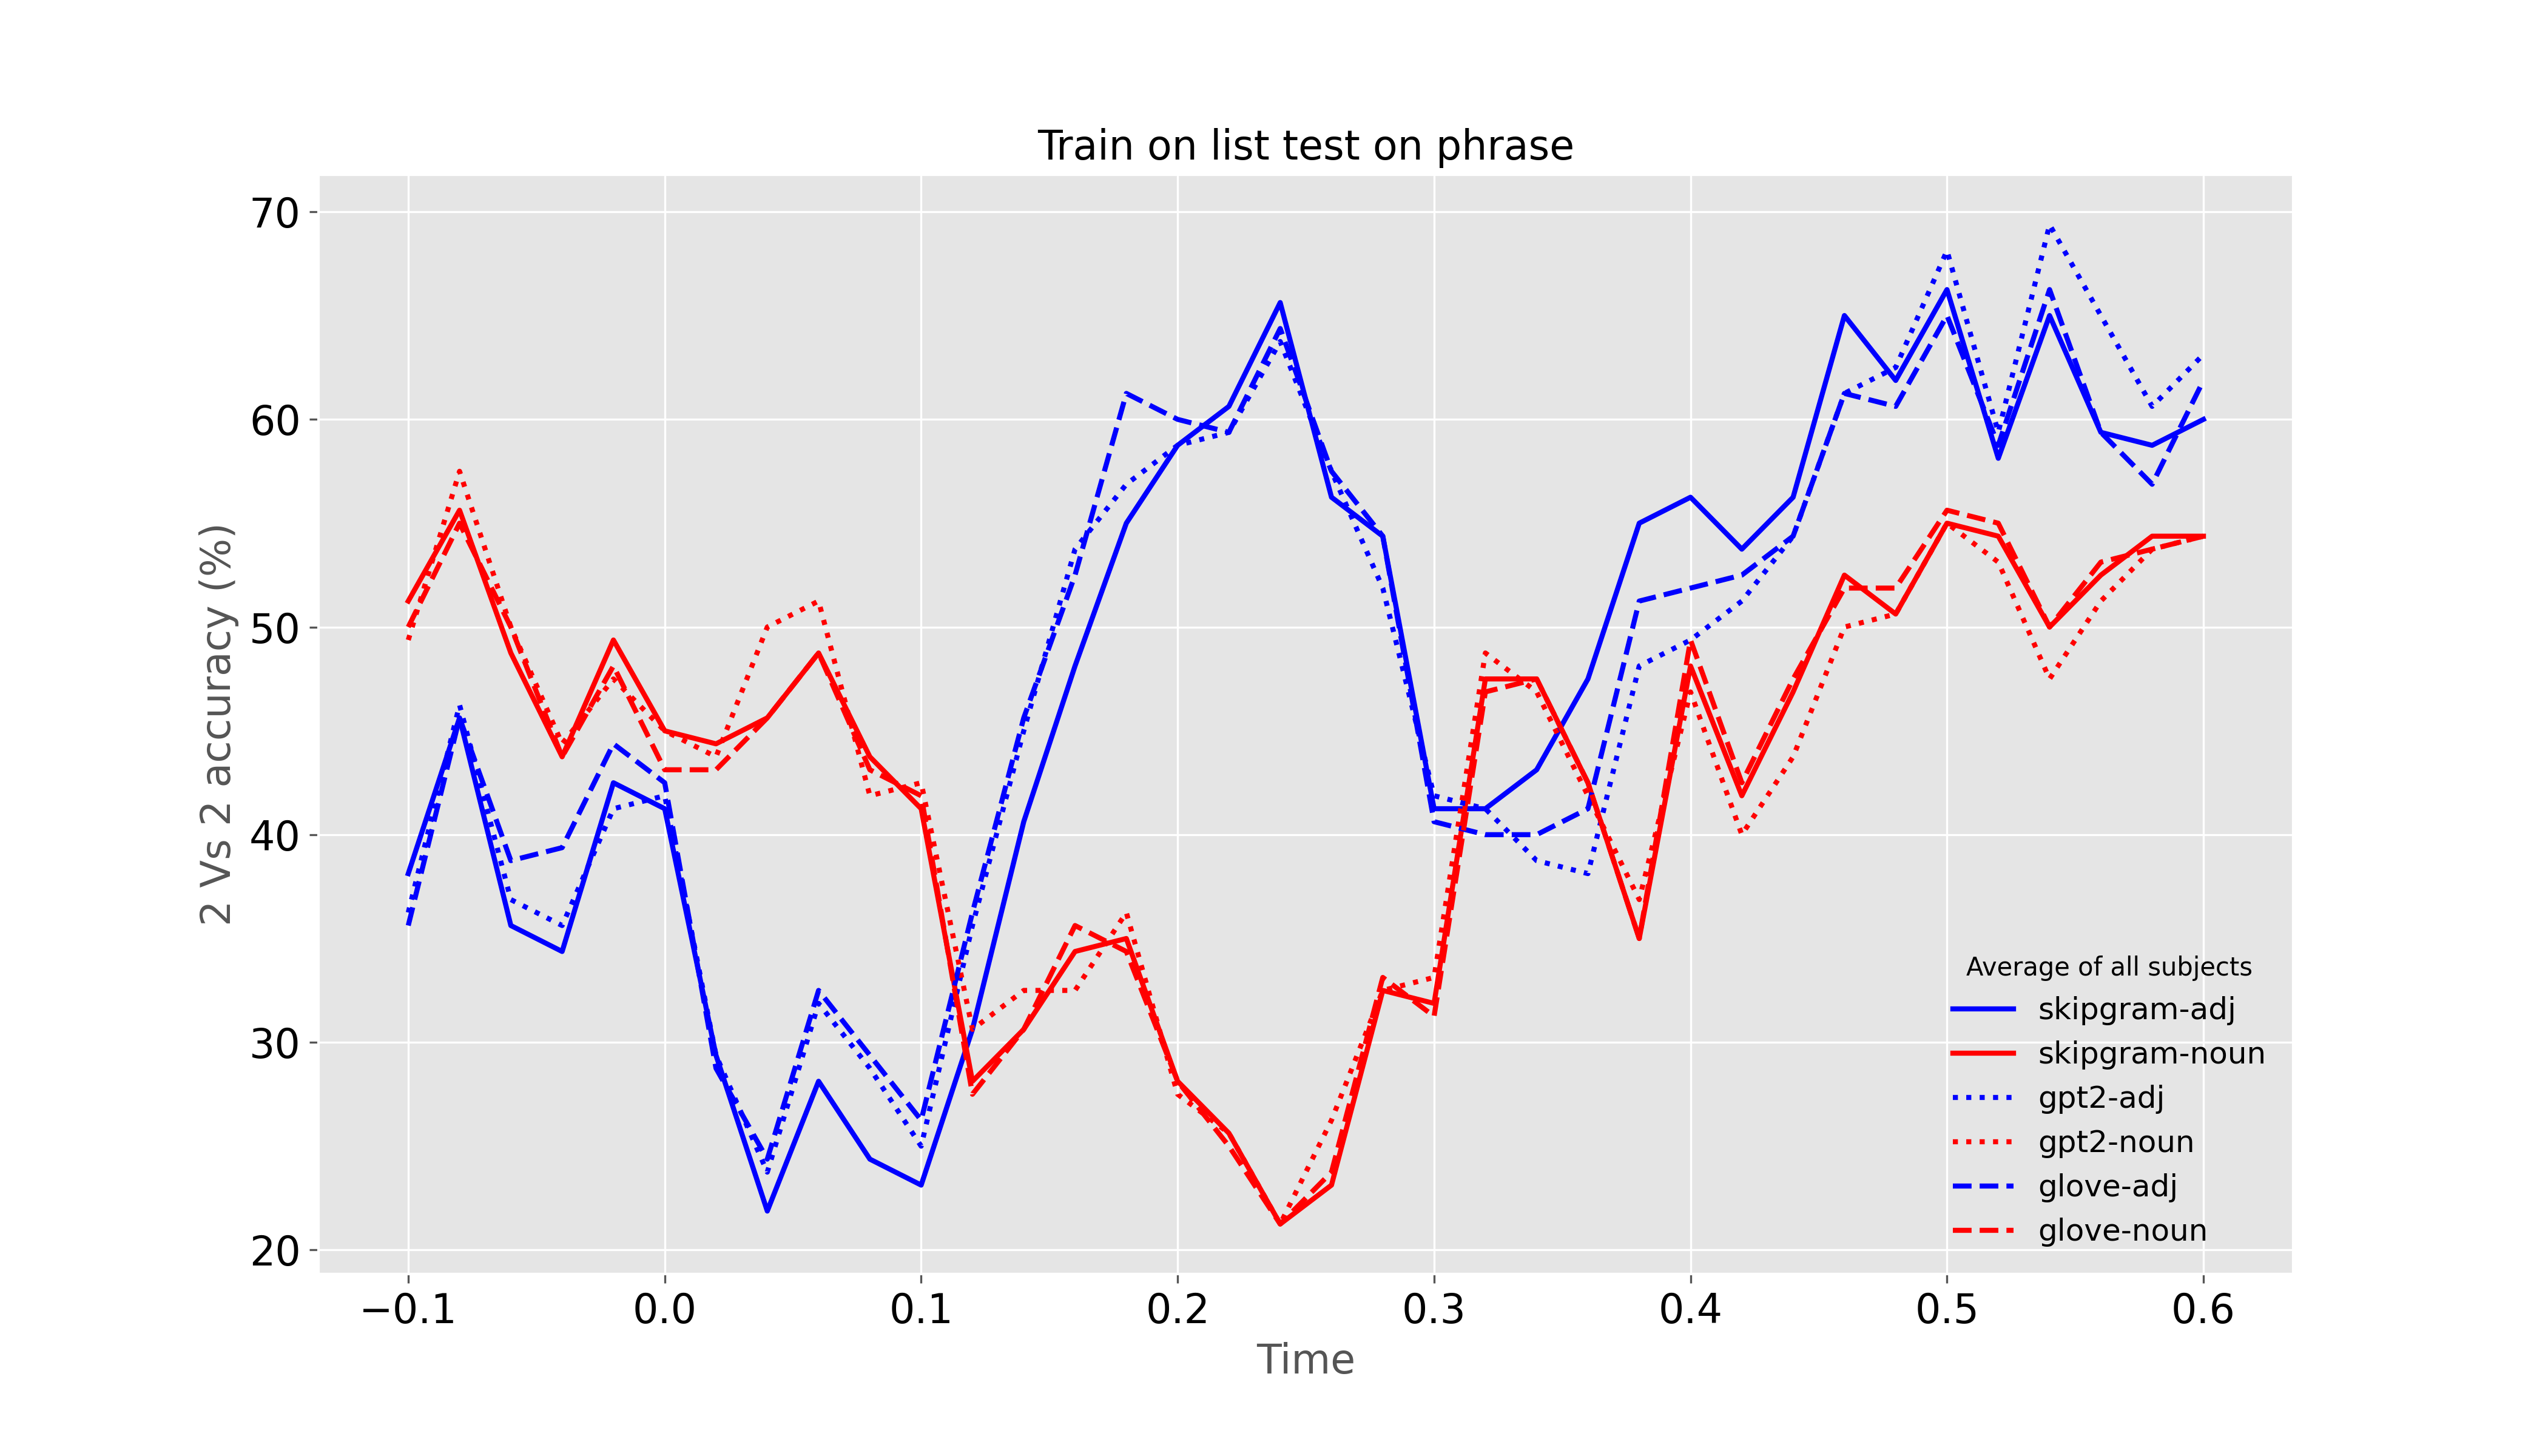 Train on list test on phrase
70
60
50
40
30
20
2 Vs 2 accuracy (%)
Average of all subjects
skipgram-adj
skipgram-noun
gpt2-adj
gpt2-noun
glove-adj
glove-noun
−0.1 0.0 0.1 0.2 0.3 0.4 0.5 0.6
Time